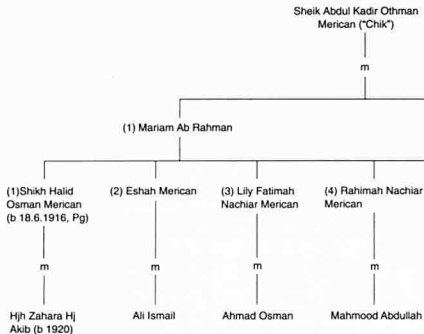 Sheik Abdul Kadir Othman
Merican ("Chik")
m
(1) Mariam Ab Rahman
(1)Shikh Halid
Osman Merican
(b 18.6.1916, Pg)
(2) Eshah Merican
(3) Lily Fatimah
Nachiar Merican
(4) Rahimah Nachiar
Merican
m
m
m
m
Hjh Zahara Hj
Akib (b 1920)
Ali Ismail
Ahmad Osman
Mahmood Abdullah